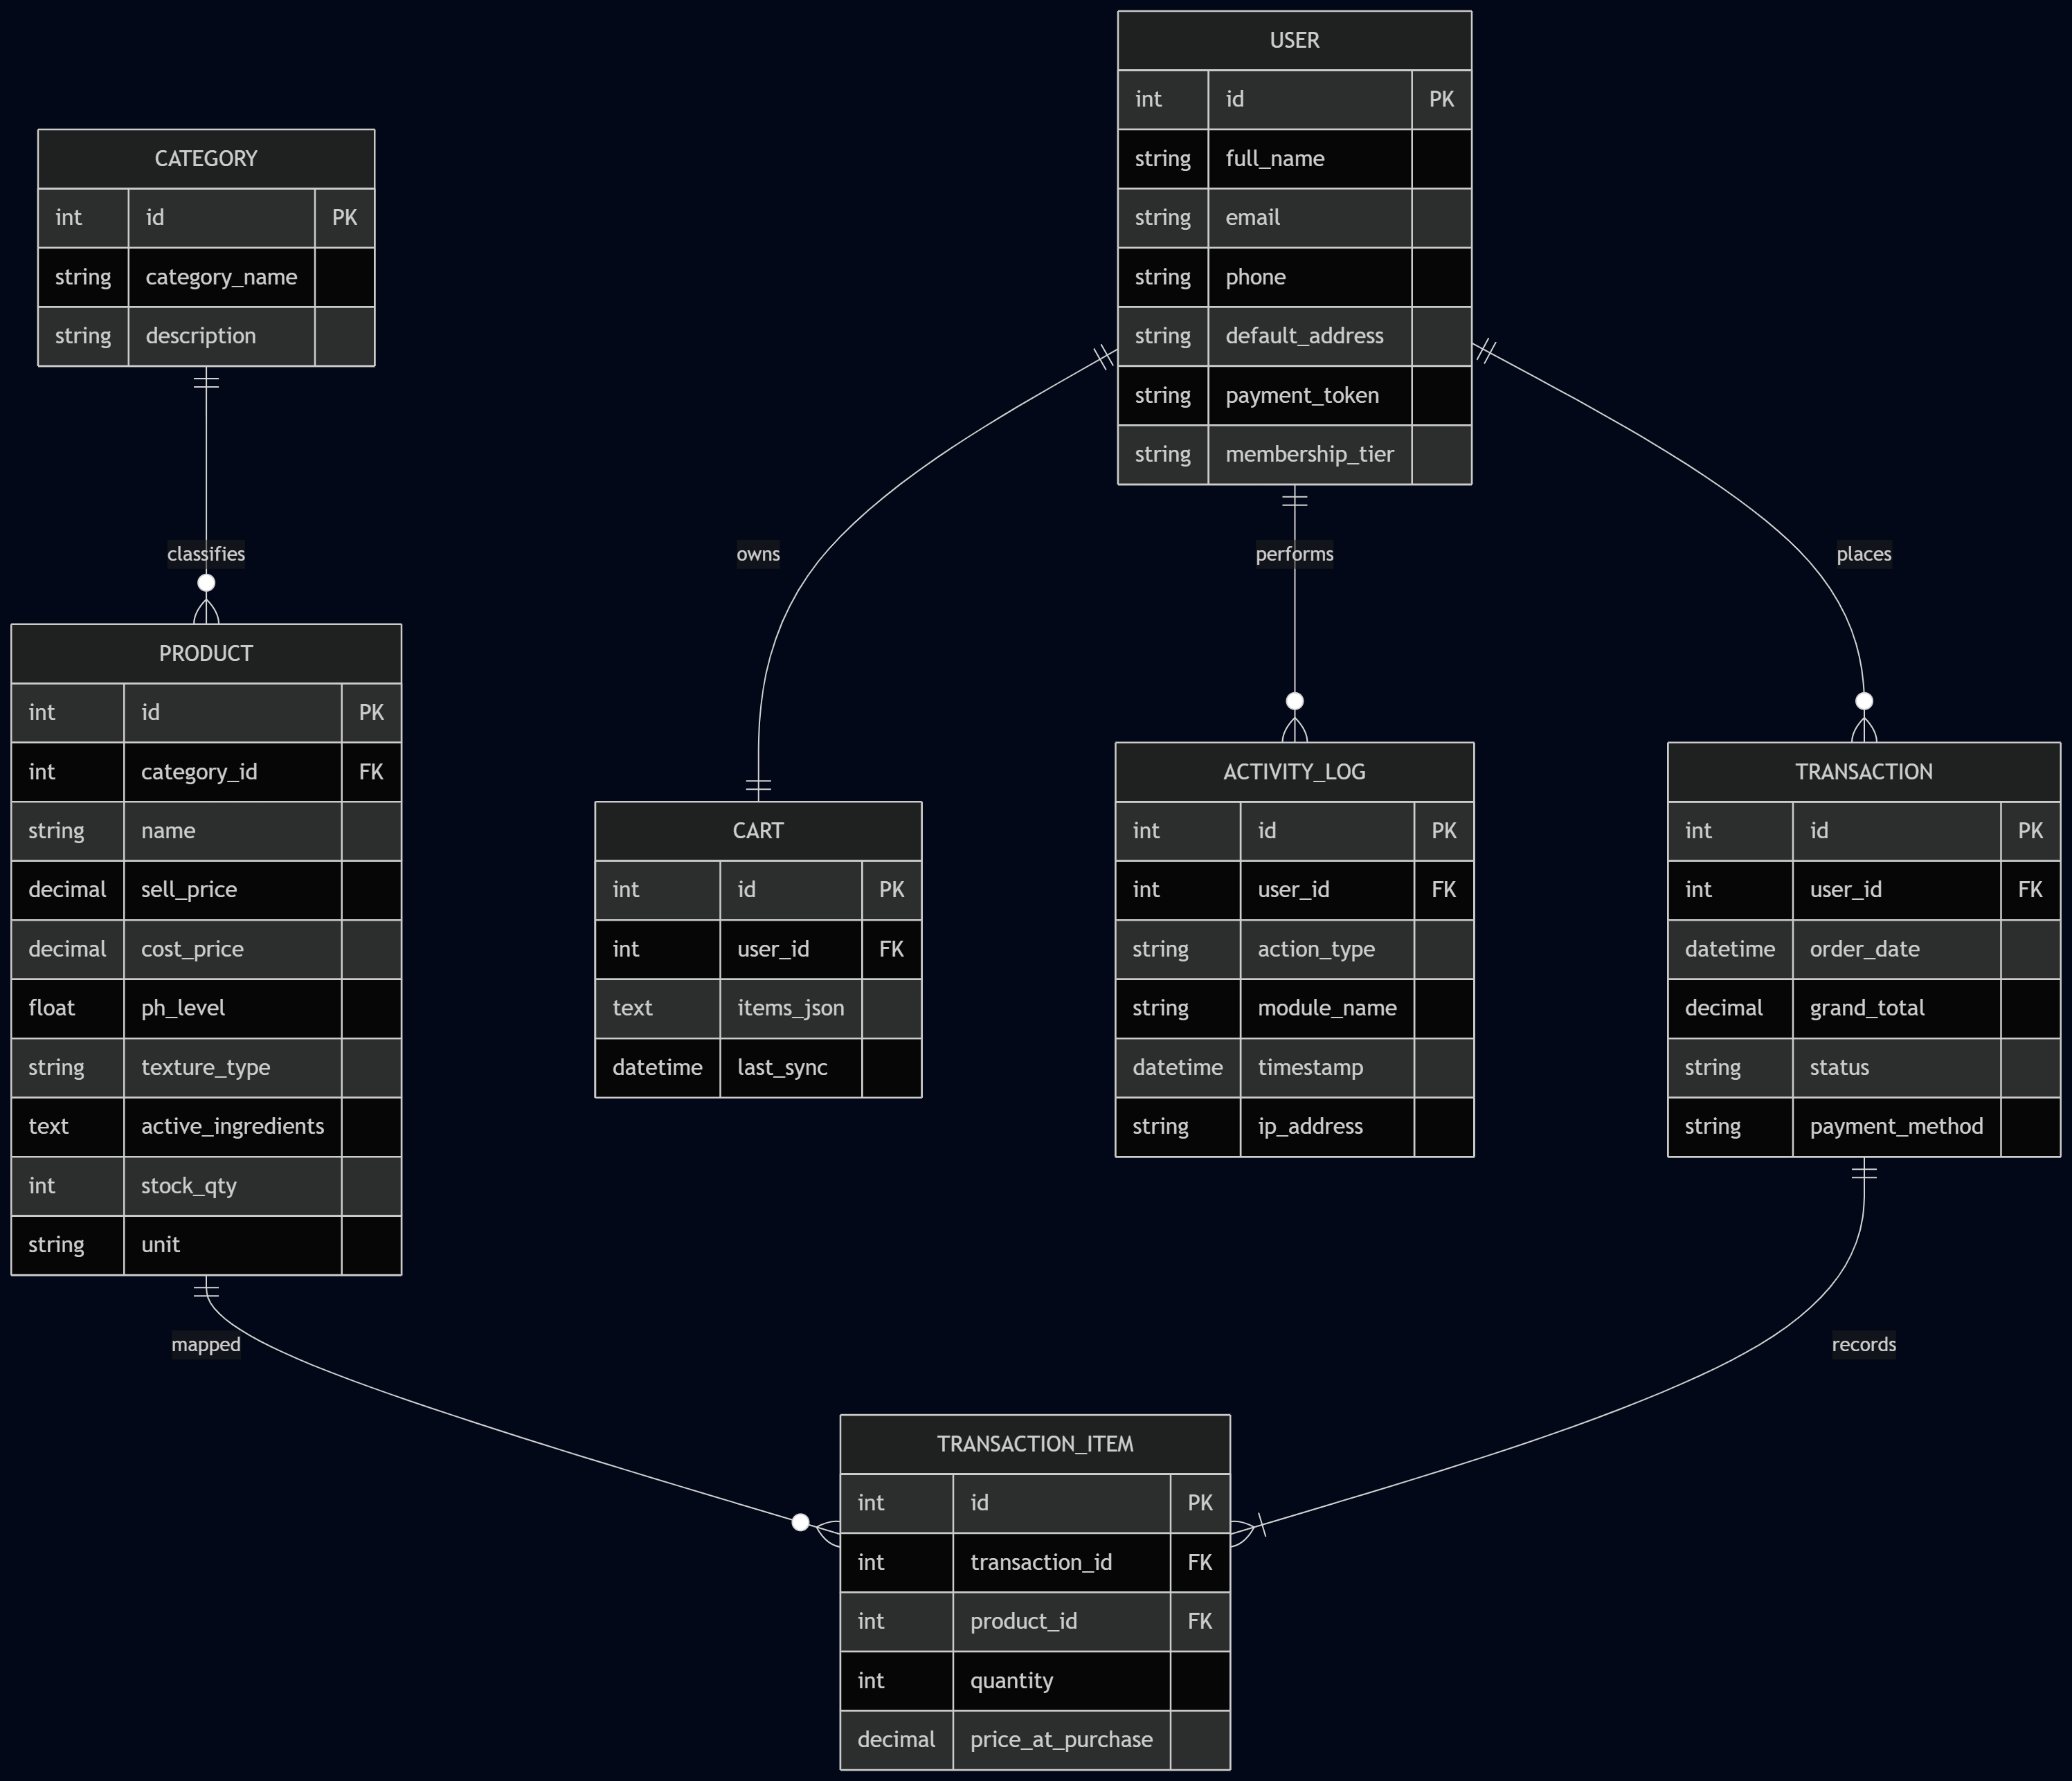 USER
int id PK
string full_name
string email
string phone
string default_address
string payment_token
string membership_tier
CATEGORY
int id PK
string category_name
string description
classifies
owns
performs
places
PRODUCT
int id PK
int category_id FK
string name
decimal sell_price
decimal cost_price
float ph_level
string texture_type
text active_ingredients
int stock_qty
string unit
CART
int id PK
int user_id FK
text items_json
datetime last_sync
ACTIVITY_LOG
int id PK
int user_id FK
string action_type
string module_name
datetime timestamp
string ip_address
TRANSACTION
int id PK
int user_id FK
datetime order_date
decimal grand_total
string status
string payment_method
mapped
records
TRANSACTION_ITEM
int id PK
int transaction_id FK
int product_id FK
int quantity
decimal price_at_purchase